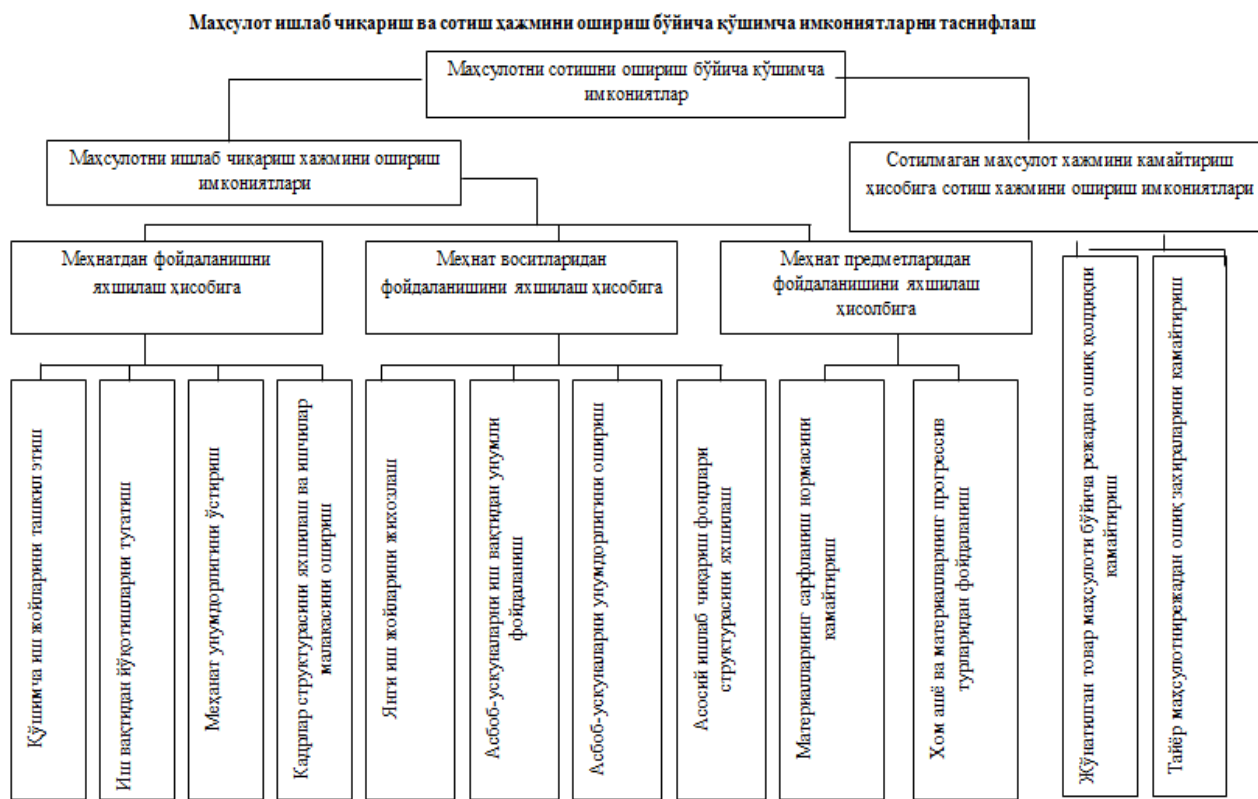 Маҳсулот ишлаб чиқариш ва сотиш ҳажмини ошириш бўйича қўшимча имкониятларни таснифлаш
Маҳсулотни сотишни ошириш бўйича қўшимча
имкониятлар
Маҳсулотни ишлаб чиқариш хажмини ошириш
имкониятлари
Сотилмаган маҳсулот хажмини камайтириш
ҳисобига сотиш хажмини ошириш имкониятлари
Меҳнатдан фойдаланишни
яхшилаш ҳисобига
Меҳнат воситларидан
фойдаланишини яхшилаш ҳисобига
Меҳнат предметларидан
фойдаланишини яхшилаш
ҳисолбига
Қўшимча иш жойларини ташкил этиш
Иш вақтидан йўқотишларни тугатиш
Меҳанат унумдорлигини ўстириш
Кадрлар структурасини яхшилаш ва ишчилар
малакасини ошириш
Янги иш жойларини жихозлаш
Асбоб-ускуналарни иш вақтидан унумли
фойдаланиш
Асбоб-ускуналарни унумдорлигини ошириш
Асосий ишлаб чиқариш фондлари
структурасини яхшилаш
Материалларнинг сарфланиш нормасини
камайтириш
Хом ашё ва материалларнинг прогрессив
турларидан фойдаланиш
Жўнатилган товар маҳсулоти бўйича режадан ошиқ қолдиқни
камайтириш
Тайёр маҳсулотнирежадан ошиқ захираларини камайтириш